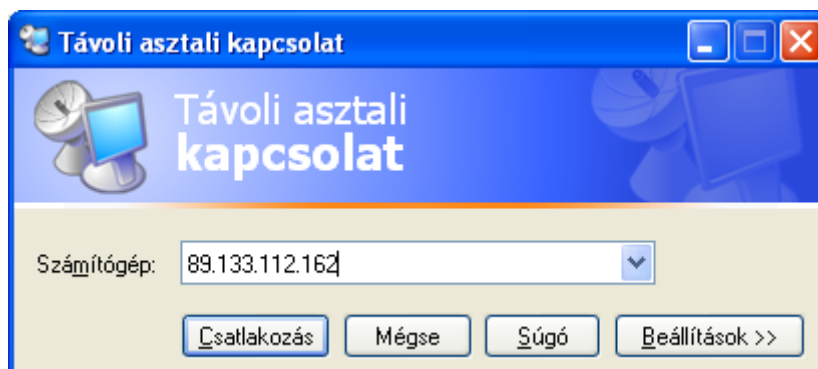 Távoli asztali kapcsolat
Távoli asztali
kapcsolat
Számítógép: 89.133.112.162
Csatlakozás Mégse Súgó Beállítások >>